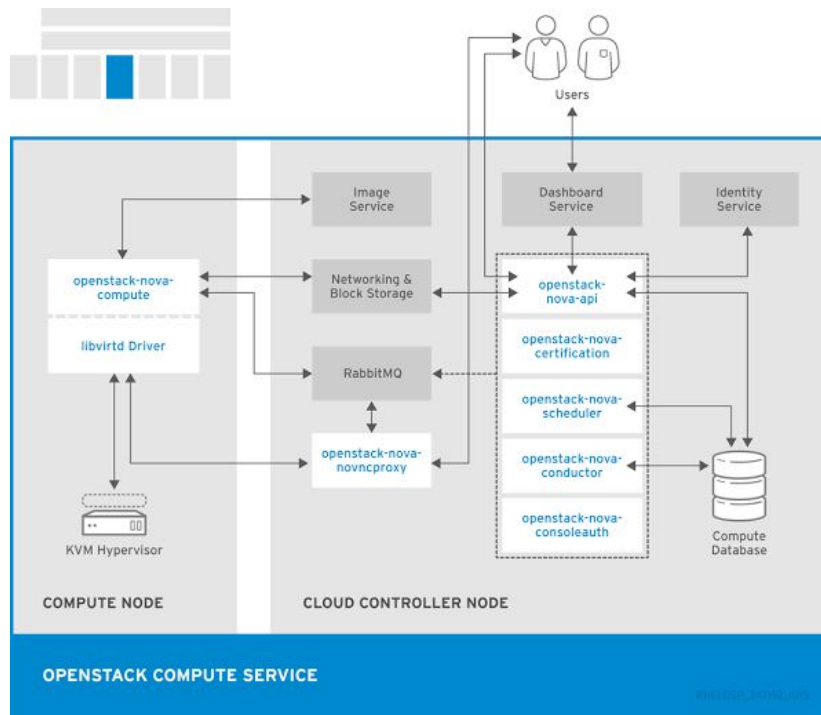 Users
Image
Service
Dashboard
Service
Identity
Service
openstack-nova-
compute
libvirtd Driver
Networking &
Block Storage
openstack-
nova-api
openstack-nova-
certification
RabbitMQ
openstack-nova-
scheduler
openstack-nova-
novncproxy
openstack-nova-
conductor
openstack-nova-
consoleauth
KVM Hypervisor
Compute
Database
COMPUTE NODE
CLOUD CONTROLLER NODE
OPENSTACK COMPUTE SERVICE